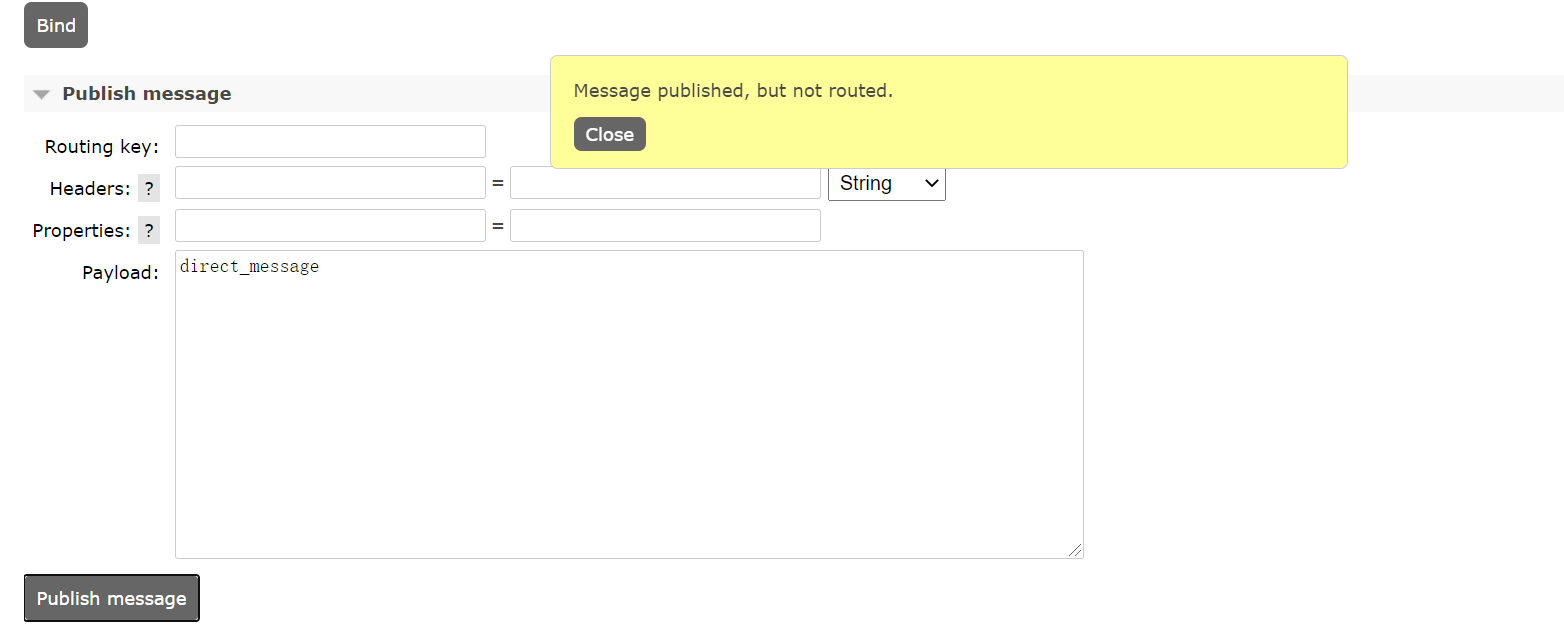 Bind
Message published, but not routed.
Close
Publish message
Routing key:
Headers: ? = String
Properties: ? =
Payload: direct_message
Publish message